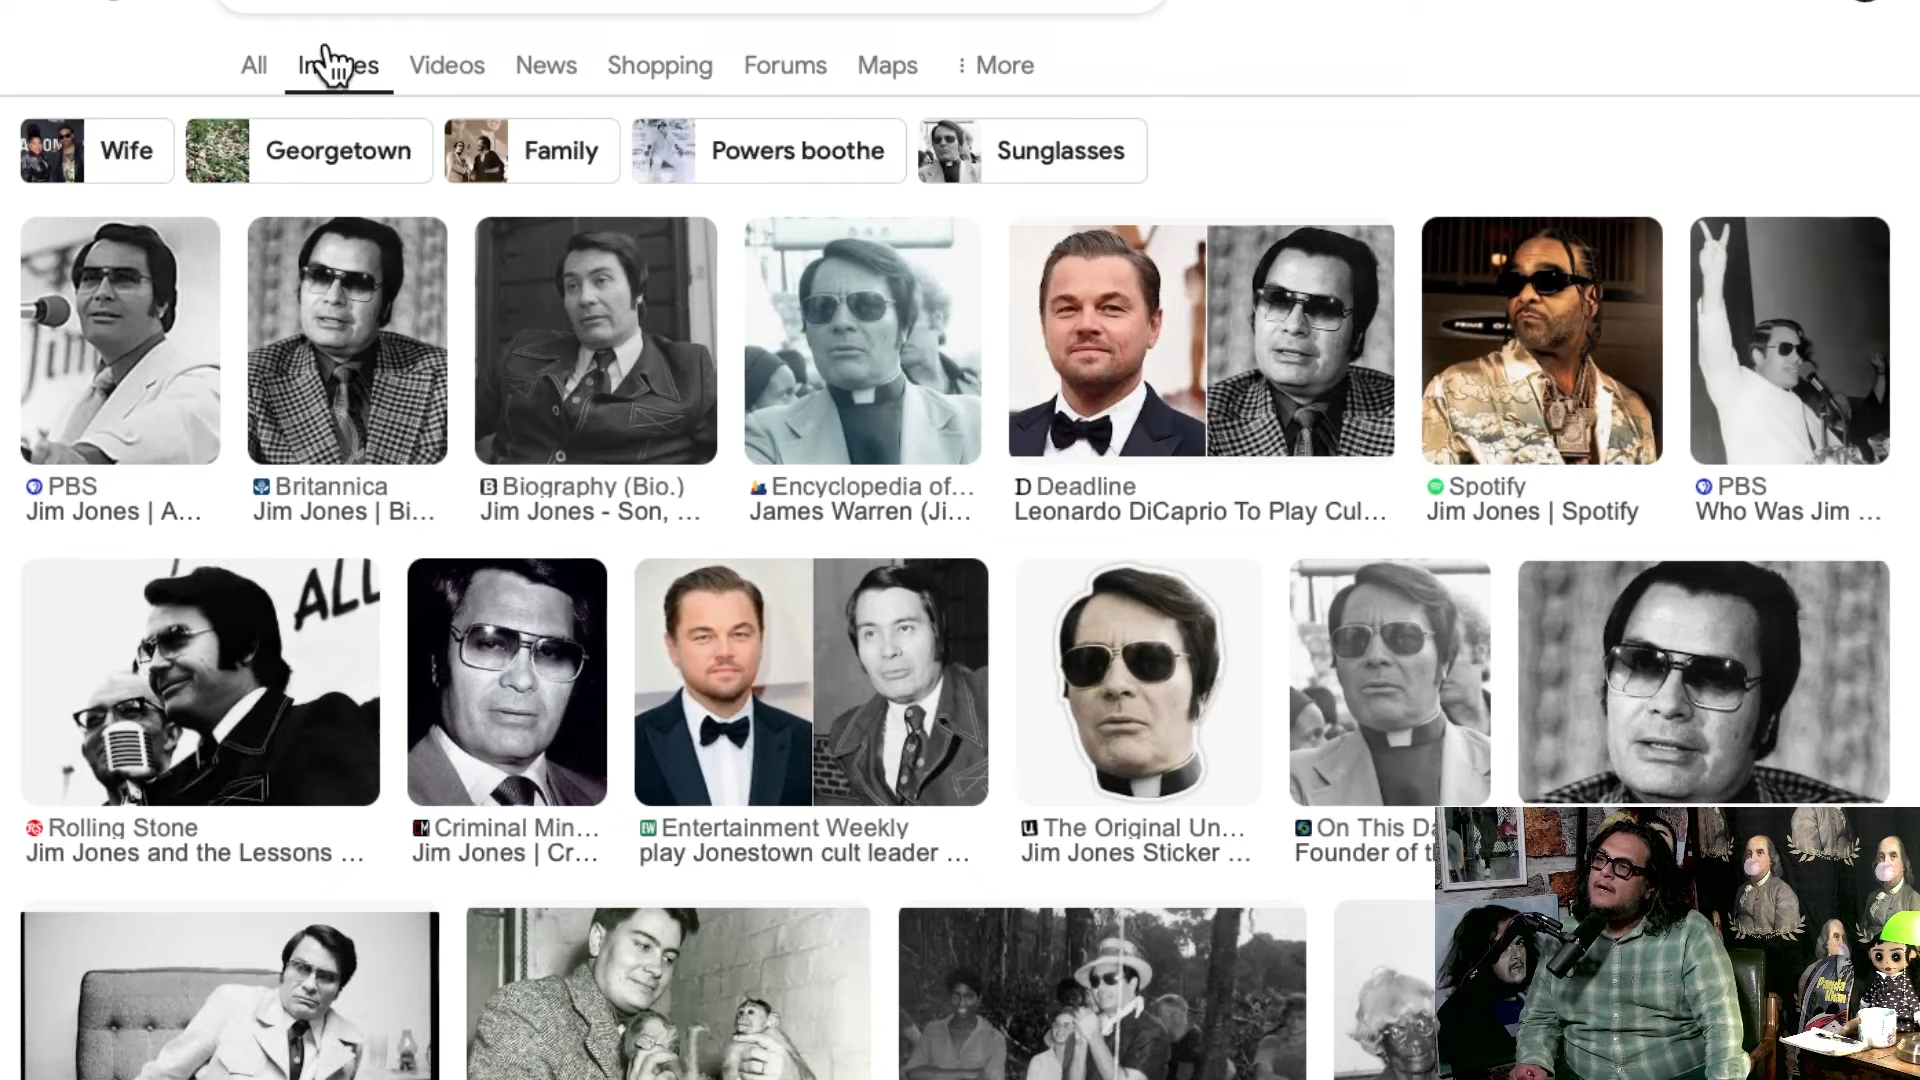 All
Images
Videos
News
Shopping
Forums
Maps
More
Wife
Georgetown
Family
Powers boothe
Sunglasses
PBS
Jim Jones | A...
Britannica
Jim Jones | Bi...
Biography (Bio.)
Jim Jones - Son, ...
Encyclopedia of...
James Warren (Ji...
Deadline
Leonardo DiCaprio To Play Cul...
Spotify
Jim Jones | Spotify
PBS
Who Was Jim ...
ALL
Rolling Stone
Jim Jones and the Lessons ...
Criminal Min...
Jim Jones | Cr...
Entertainment Weekly
play Jonestown cult leader ...
The Original Un...
Jim Jones Sticker ...
On This Da
Founder of t